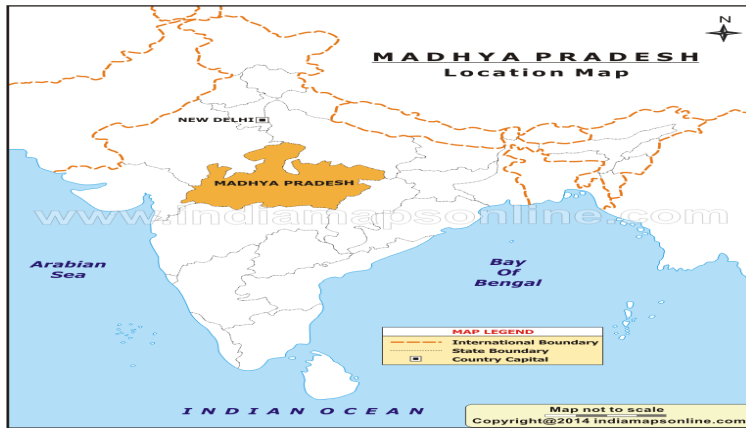 N
MADHYA PRADESH
Location Map
NEW DELHI
MADHYA PRADESH
www.indiamapsonline.com
Arabian
Sea
Bay
Of
Bengal
MAP LEGEND
International Boundary
State Boundary
Country Capital
INDIAN OCEAN
Map not to scale
Copyright@2014 indiamapsonline.com